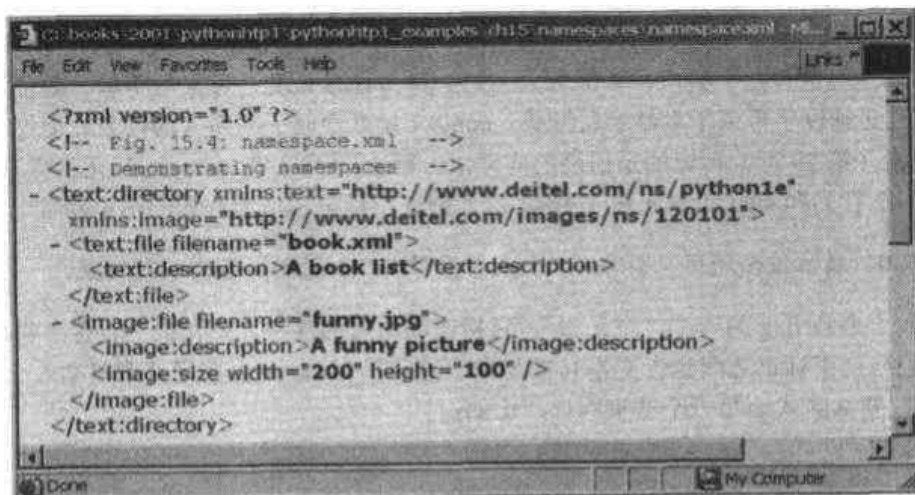 C:\books\2001\pythonhtp1\pythonhtp1_examples\ch15\namespaces\namespace.xml - Mi...
File Edit View Favorites Tools Help Links »
<?xml version="1.0" ?>
<!-- Fig. 15.4: namespace.xml -->
<!-- Demonstrating namespaces -->
- <text:directory xmlns:text="http://www.deitel.com/ns/python1e"
xmlns:image="http://www.deitel.com/images/ns/120101">
- <text:file filename="book.xml">
<text:description>A book list</text:description>
</text:file>
- <image:file filename="funny.jpg">
<image:description>A funny picture</image:description>
<image:size width="200" height="100" />
</image:file>
</text:directory>
Done My Computer